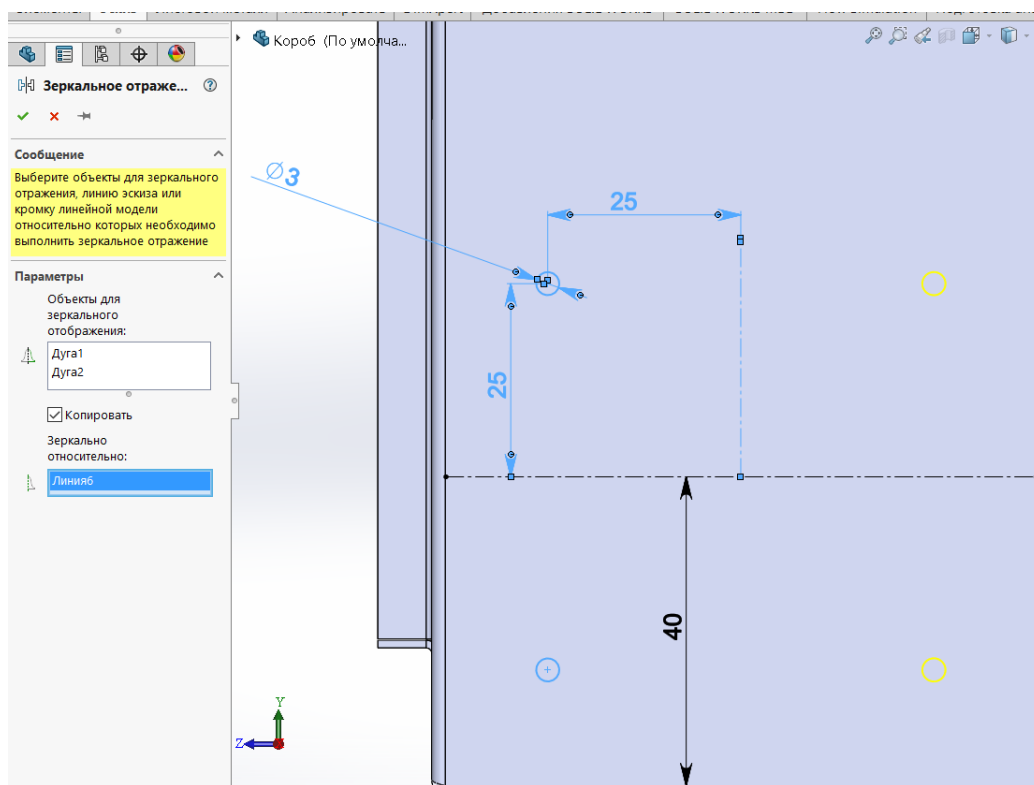 Короб (По умолча...
Зеркальное отраже...
Сообщение
Выберите объекты для зеркального
отражения, линию эскиза или
кромку линейной модели
относительно которых необходимо
выполнить зеркальное отражение
Параметры
Объекты для
зеркального
отображения:
Дуга1
Дуга2
Копировать
Зеркально
относительно:
Линия6
∅3
25
25
40
Y
Z